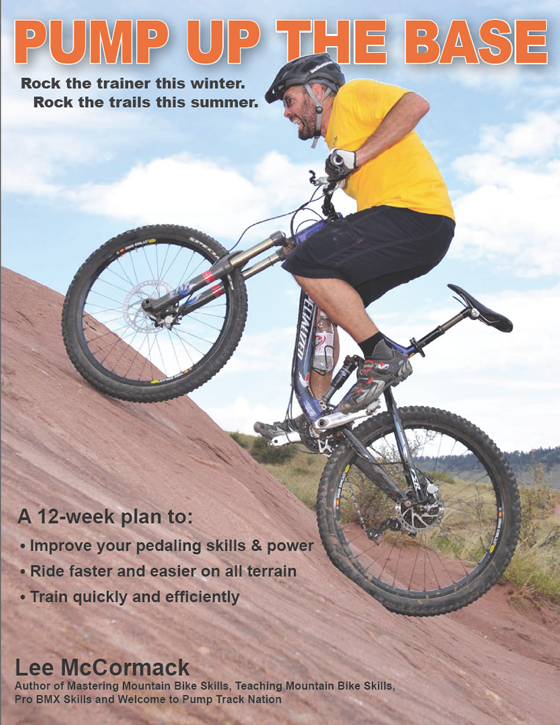 PUMP UP THE BASE
Rock the trainer this winter.
Rock the trails this summer.
A 12-week plan to:
• Improve your pedaling skills & power
• Ride faster and easier on all terrain
• Train quickly and efficiently
Lee McCormack
Author of Mastering Mountain Bike Skills, Teaching Mountain Bike Skills,
Pro BMX Skills and Welcome to Pump Track Nation